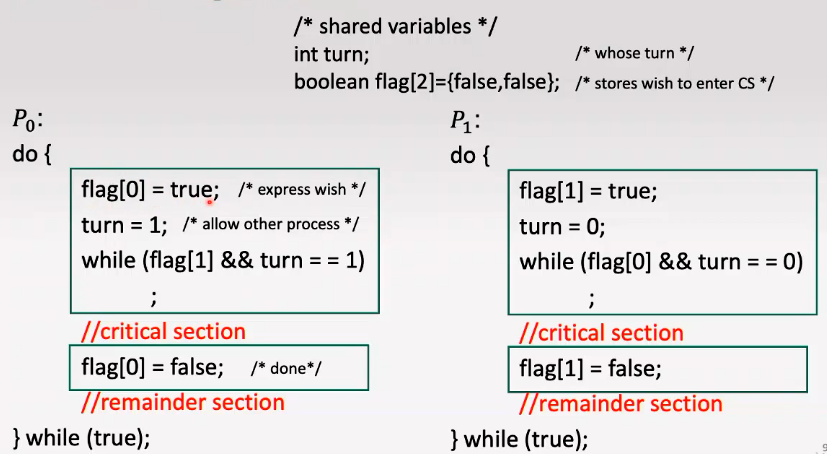 /* shared variables */
int turn; /* whose turn */
boolean flag[2]={false,false}; /* stores wish to enter CS */
P₀:
do {
flag[0] = true; /* express wish */
turn = 1; /* allow other process */
while (flag[1] && turn = = 1)
;
//critical section
flag[0] = false; /* done*/
//remainder section
} while (true);
P₁:
do {
flag[1] = true;
turn = 0;
while (flag[0] && turn = = 0)
;
//critical section
flag[1] = false;
//remainder section
} while (true);